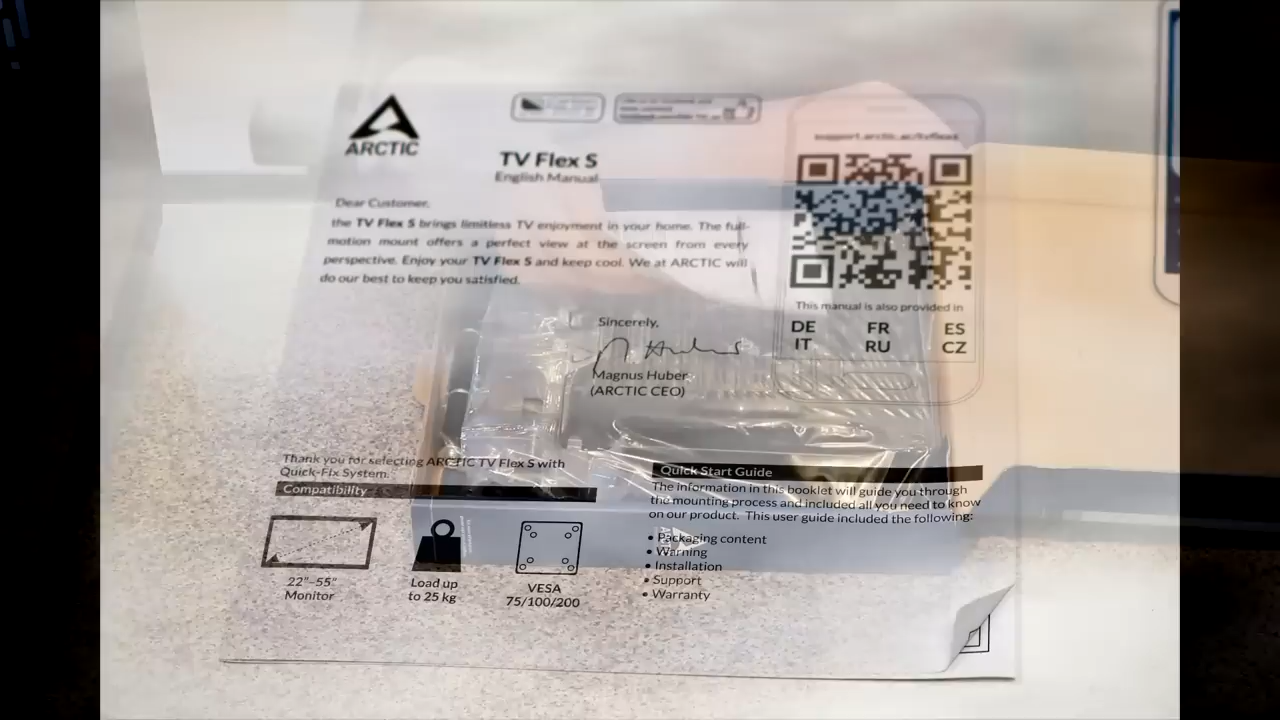 ARCTIC
TV Flex S
English Manual
Dear Customer,
the TV Flex S brings limitless TV enjoyment in your home. The full-
motion mount offers a perfect view at the screen from every
perspective. Enjoy your TV Flex S and keep cool. We at ARCTIC will
do our best to keep you satisfied.
Sincerely,
Magnus Huber
(ARCTIC CEO)
support.arctic.ac/tvflexs
This manual is also provided in
DE FR ES
IT RU CZ
Thank you for selecting ARCTIC TV Flex S with
Quick-Fix System.
Compatibility
22"-55"
Monitor
Load up
to 25 kg
VESA
75/100/200
Quick Start Guide
The information in this booklet will guide you through
the mounting process and included all you need to know
on our product. This user guide included the following:
• Packaging content
• Warning
• Installation
• Support
• Warranty